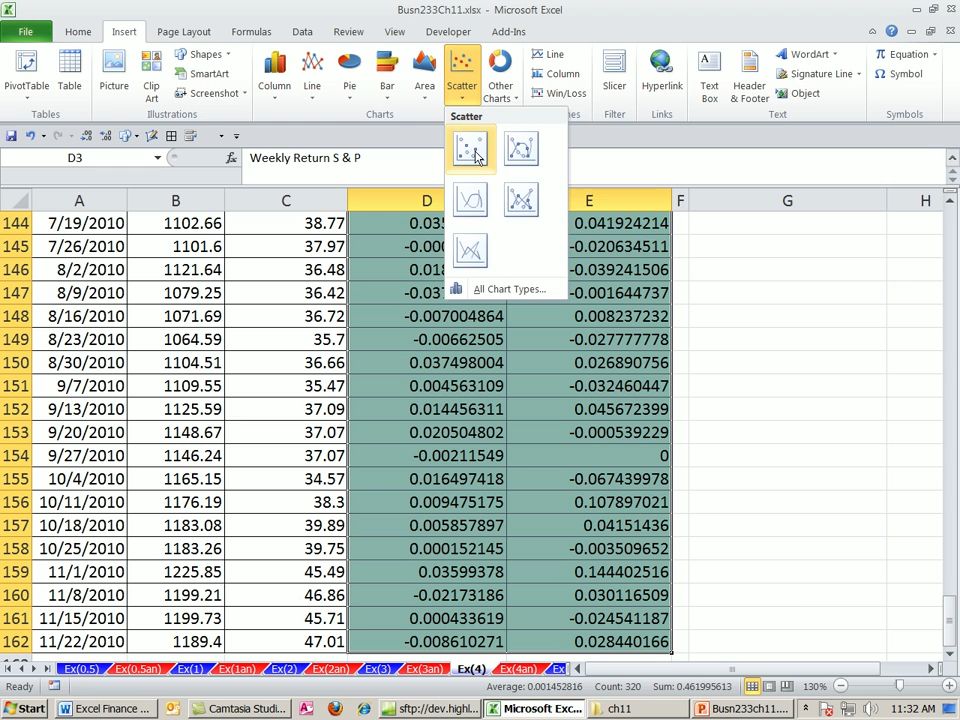 Busn233Ch11.xlsx - Microsoft Excel
File Home Insert Page Layout Formulas Data Review View Developer Add-Ins
PivotTable Table Picture Clip Art Shapes SmartArt Screenshot Column Line Pie Bar Area Scatter Other Charts Line Column Win/Loss Slicer Hyperlink Text Box Header & Footer WordArt Signature Line Object Equation Symbol
Tables Illustrations Charts Filter Links Text Symbols
Scatter
All Chart Types...
D3 fx Weekly Return S & P
A B C D E F G H
144 7/19/2010 1102.66 38.77 0.03 0.041924214
145 7/26/2010 1101.6 37.97 -0.00 -0.020634511
146 8/2/2010 1121.64 36.48 0.01 -0.039241506
147 8/9/2010 1079.25 36.42 -0.03 -0.001644737
148 8/16/2010 1071.69 36.72 -0.007004864 0.008237232
149 8/23/2010 1064.59 35.7 -0.00662505 -0.027777778
150 8/30/2010 1104.51 36.66 0.037498004 0.026890756
151 9/7/2010 1109.55 35.47 0.004563109 -0.032460447
152 9/13/2010 1125.59 37.09 0.014456311 0.045672399
153 9/20/2010 1148.67 37.07 0.020504802 -0.000539229
154 9/27/2010 1146.24 37.07 -0.00211549 0
155 10/4/2010 1165.15 34.57 0.016497418 -0.067439978
156 10/11/2010 1176.19 38.3 0.009475175 0.107897021
157 10/18/2010 1183.08 39.89 0.005857897 0.04151436
158 10/25/2010 1183.26 39.75 0.000152145 -0.003509652
159 11/1/2010 1225.85 45.49 0.03599378 0.144402516
160 11/8/2010 1199.21 46.86 -0.02173186 0.030116509
161 11/15/2010 1199.73 45.71 0.000433619 -0.024541187
162 11/22/2010 1189.4 47.01 -0.008610271 0.028440166
Ex(0.5) Ex(0.5an) Ex(1) Ex(1an) Ex(2) Ex(2an) Ex(3) Ex(3an) Ex(4) Ex(4an) Ex
Ready Average: 0.001452816 Count: 320 Sum: 0.461995613 130%
Start Excel Finance ... Camtasia Studi... sftp://dev.highl... Microsoft Exc... ch11 Busn233ch11.... 11:32 AM